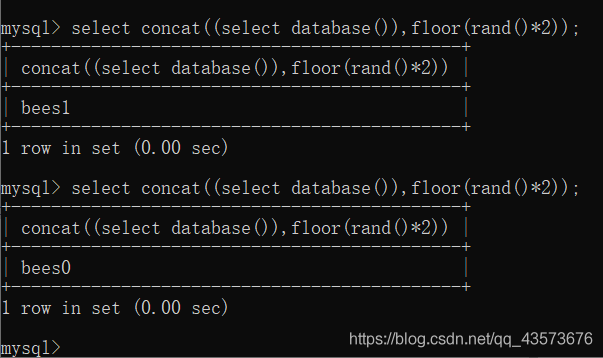 mysql> select concat((select database()),floor(rand()*2));
+---------------------------------------------+
| concat((select database()),floor(rand()*2)) |
+---------------------------------------------+
| bees1                                       |
+---------------------------------------------+
1 row in set (0.00 sec)
mysql> select concat((select database()),floor(rand()*2));
+---------------------------------------------+
| concat((select database()),floor(rand()*2)) |
+---------------------------------------------+
| bees0                                       |
+---------------------------------------------+
1 row in set (0.00 sec)
mysql>
https://blog.csdn.net/qq_43573676